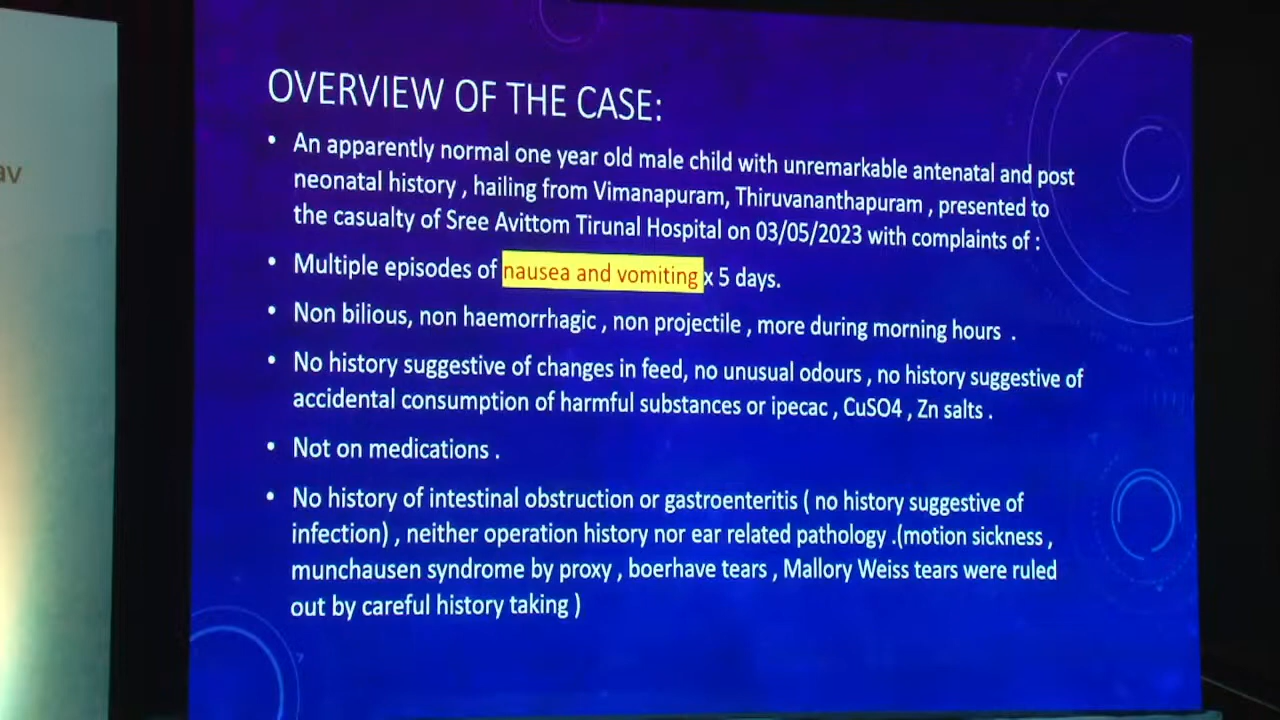 av
OVERVIEW OF THE CASE:
• An apparently normal one year old male child with unremarkable antenatal and post
neonatal history , hailing from Vimanapuram, Thiruvananthapuram , presented to
the casualty of Sree Avittom Tirunal Hospital on 03/05/2023 with complaints of :
• Multiple episodes of nausea and vomiting x 5 days.
• Non bilious, non haemorrhagic , non projectile , more during morning hours .
• No history suggestive of changes in feed, no unusual odours , no history suggestive of
accidental consumption of harmful substances or ipecac , CuSO4 , Zn salts .
• Not on medications .
• No history of intestinal obstruction or gastroenteritis ( no history suggestive of
infection) , neither operation history nor ear related pathology .(motion sickness ,
munchausen syndrome by proxy , boerhave tears , Mallory Weiss tears were ruled
out by careful history taking )